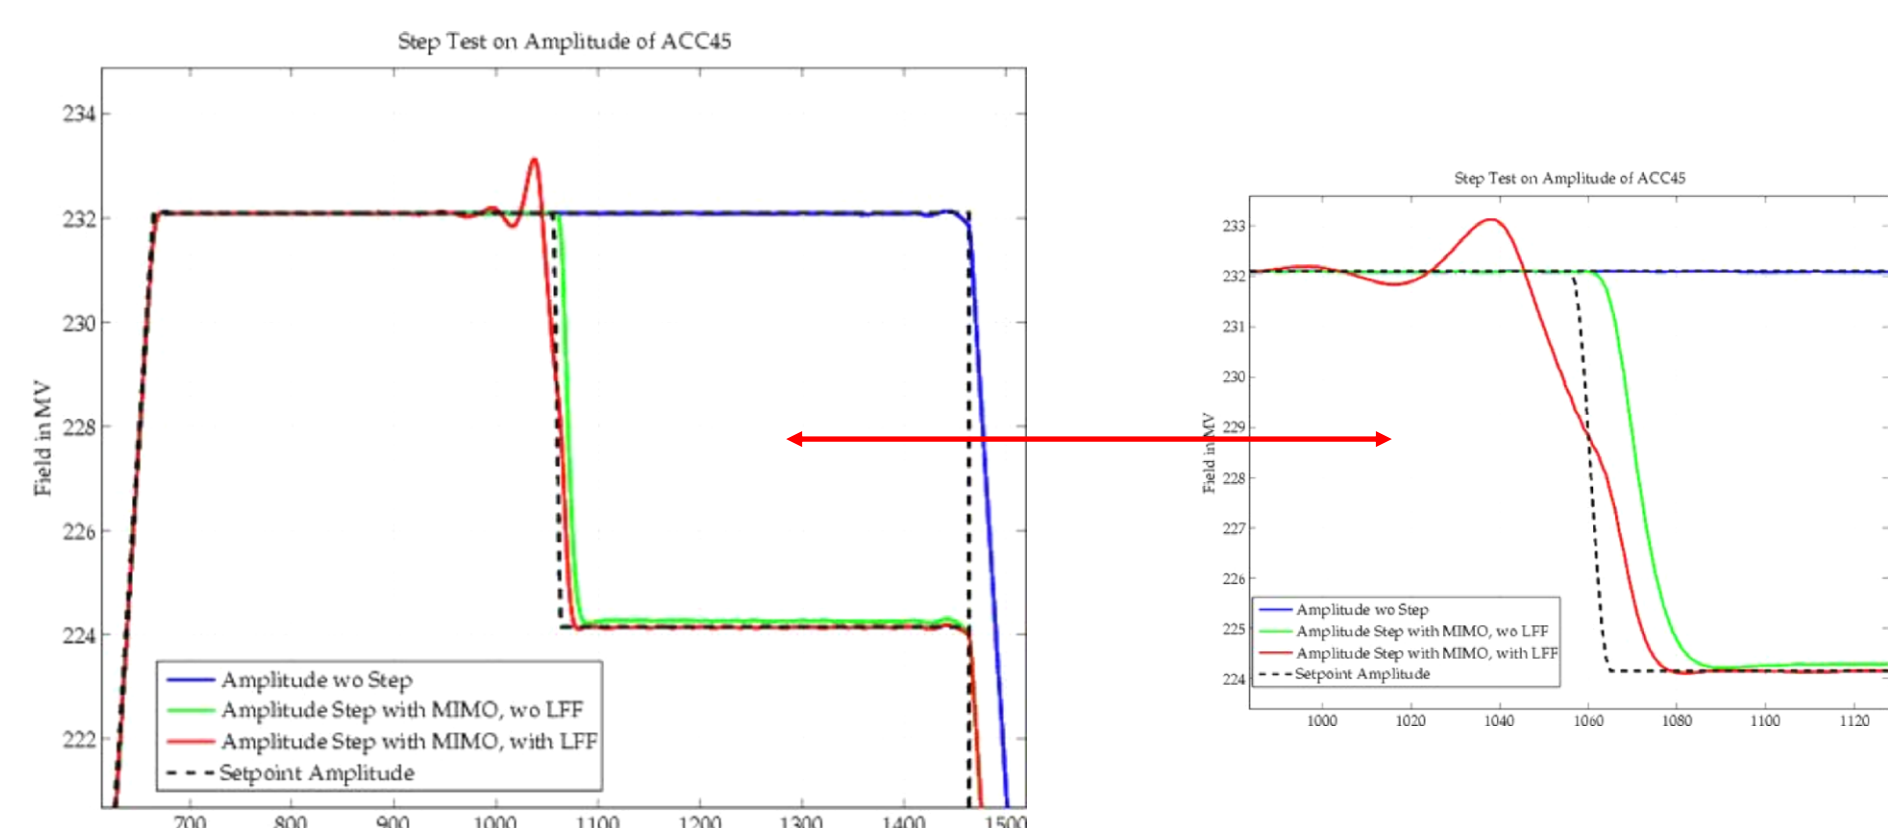 Step Test on Amplitude of ACC45
234
232
230
228
226
224
222
Field in MV
Amplitude wo Step
Amplitude Step with MIMO, wo LFF
Amplitude Step with MIMO, with LFF
Setpoint Amplitude
700 800 900 1000 1100 1200 1300 1400 1500
Step Test on Amplitude of ACC45
233
232
231
230
229
228
227
226
225
224
Field in MV
Amplitude wo Step
Amplitude Step with MIMO, wo LFF
Amplitude Step with MIMO, with LFF
Setpoint Amplitude
1000 1020 1040 1060 1080 1100 1120